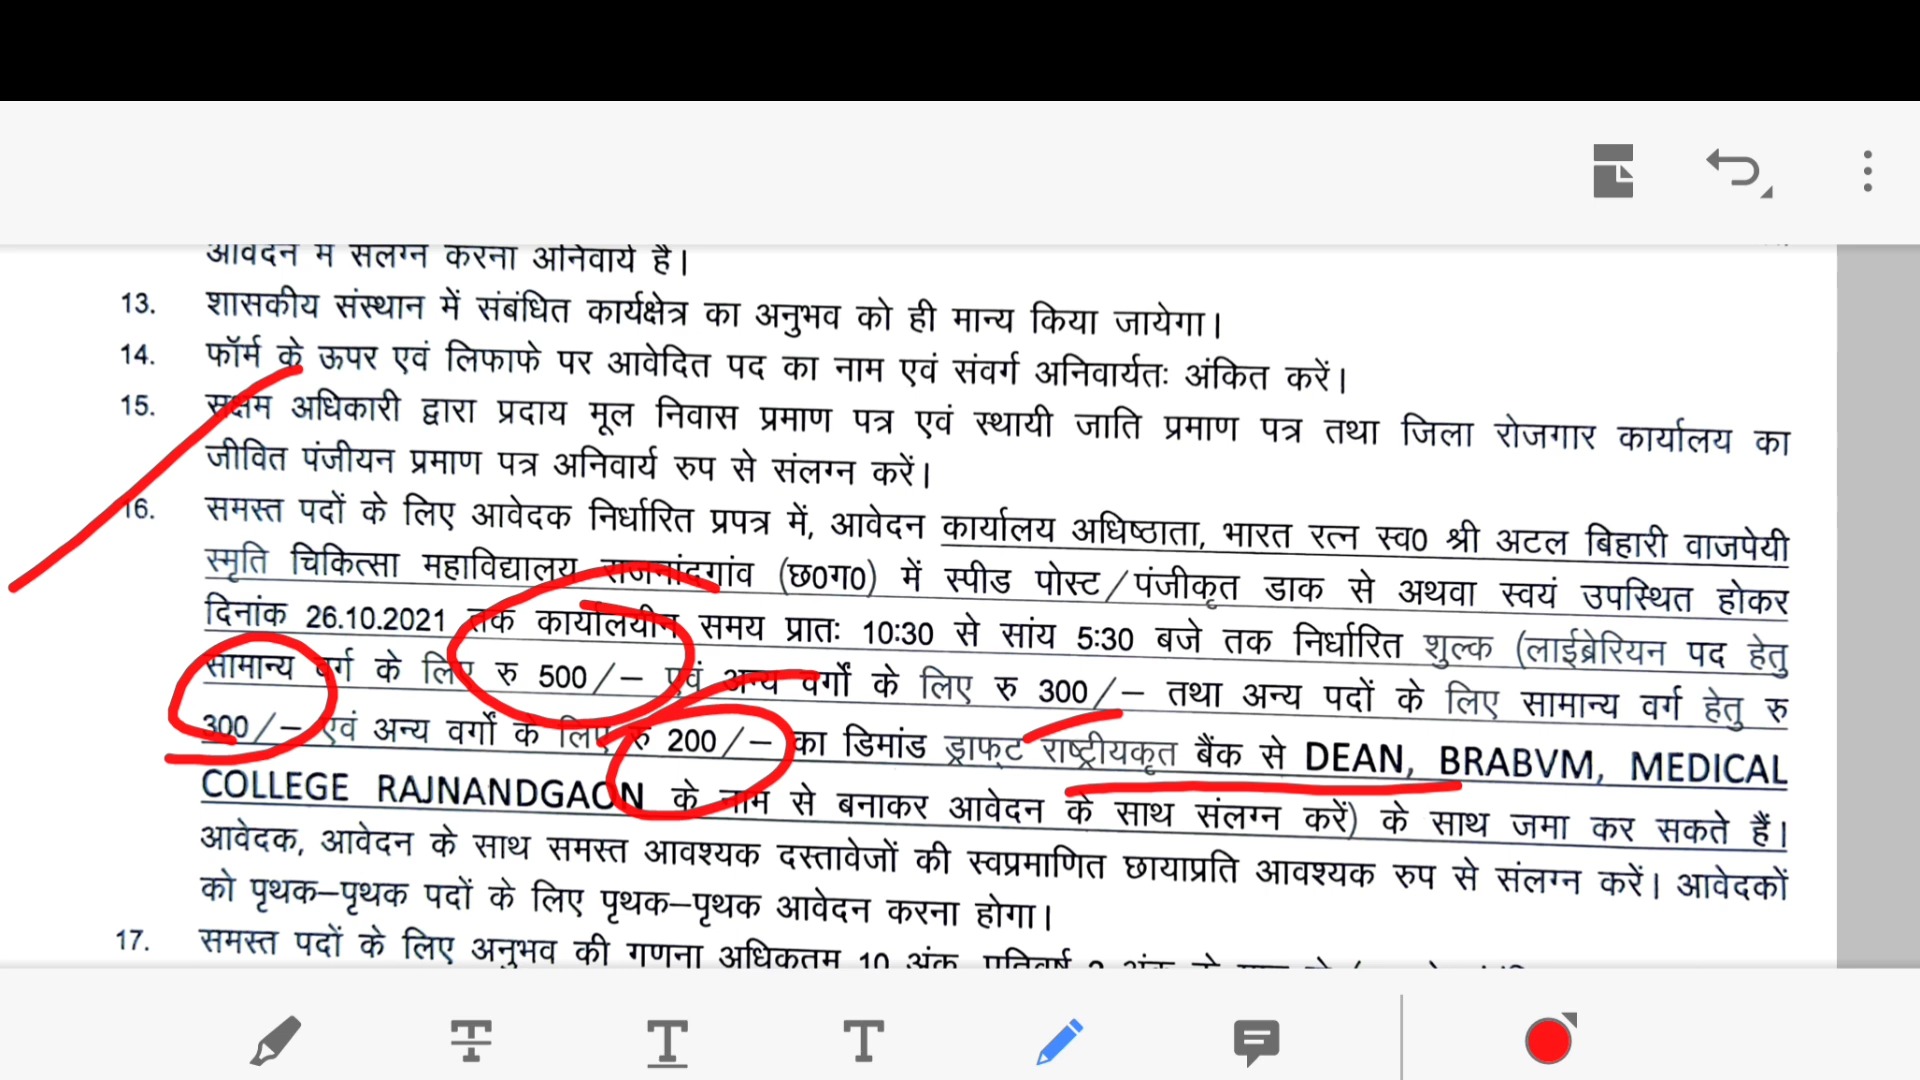 आवेदन में संलग्न करना अनिवार्य है।
13. शासकीय संस्थान में संबंधित कार्यक्षेत्र का अनुभव को ही मान्य किया जायेगा।
14. फॉर्म के ऊपर एवं लिफाफे पर आवेदित पद का नाम एवं संवर्ग अनिवार्यतः अंकित करें।
15. सक्षम अधिकारी द्वारा प्रदाय मूल निवास प्रमाण पत्र एवं स्थायी जाति प्रमाण पत्र तथा जिला रोजगार कार्यालय का
जीवित पंजीयन प्रमाण पत्र अनिवार्य रुप से संलग्न करें।
16. समस्त पदों के लिए आवेदक निर्धारित प्रपत्र में, आवेदन कार्यालय अधिष्ठाता, भारत रत्न स्व0 श्री अटल बिहारी वाजपेयी
स्मृति चिकित्सा महाविद्यालय राजनांदगांव (छ0ग0) में स्पीड पोस्ट/पंजीकृत डाक से अथवा स्वयं उपस्थित होकर
दिनांक 26.10.2021 तक कार्यालयीन समय प्रातः 10:30 से सांय 5:30 बजे तक निर्धारित शुल्क (लाईब्रेरियन पद हेतु
सामान्य वर्ग के लिए रु 500/– एवं अन्य वर्गों के लिए रु 300/– तथा अन्य पदों के लिए सामान्य वर्ग हेतु रु
300/– एवं अन्य वर्गों के लिए रु 200/– का डिमांड ड्राफ्ट राष्ट्रीयकृत बैंक से DEAN, BRABVM, MEDICAL
COLLEGE RAJNANDGAON के नाम से बनाकर आवेदन के साथ संलग्न करें) के साथ जमा कर सकते हैं।
आवेदक, आवेदन के साथ समस्त आवश्यक दस्तावेजों की स्वप्रमाणित छायाप्रति आवश्यक रुप से संलग्न करें। आवेदकों
को पृथक–पृथक पदों के लिए पृथक–पृथक आवेदन करना होगा।
17. समस्त पदों के लिए अनुभव की गणना अधिकतम 10 अंक